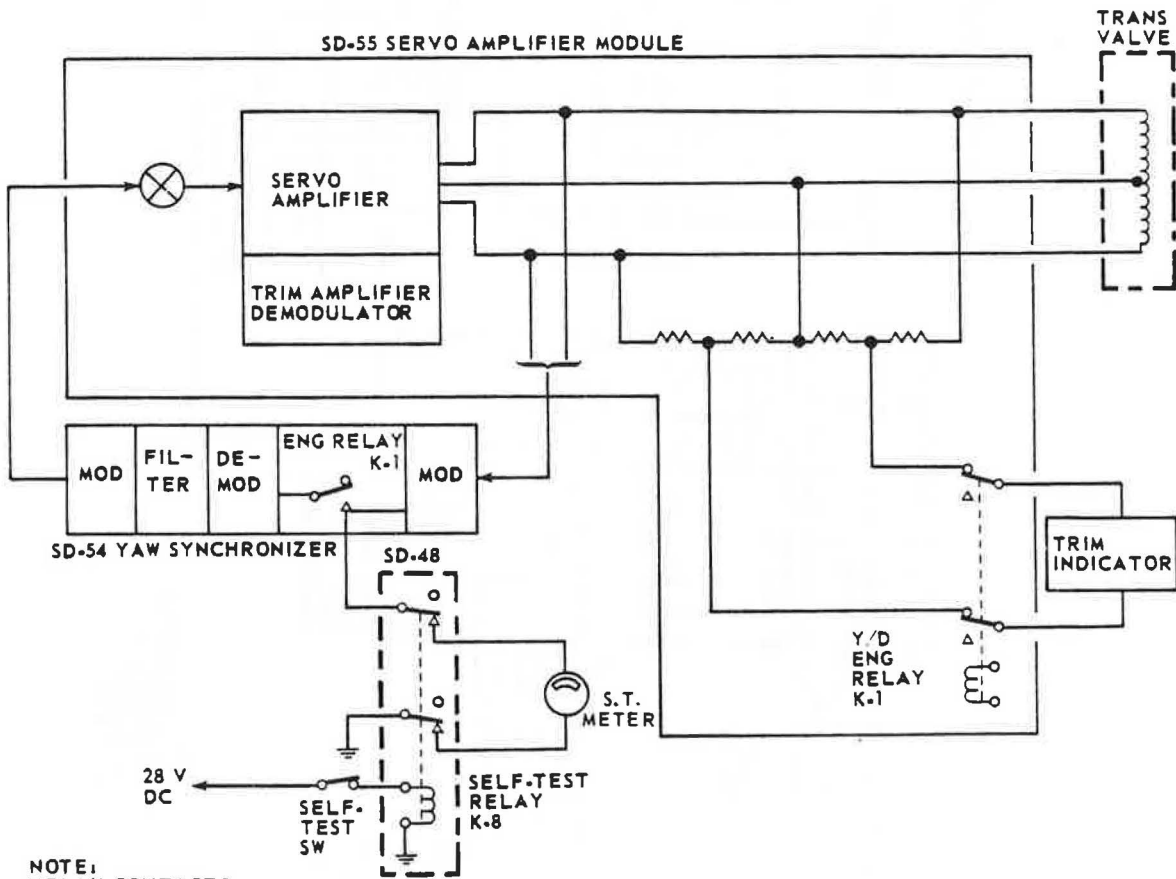 TRANS
VALVE
SD-55 SERVO AMPLIFIER MODULE
SERVO
AMPLIFIER
TRIM AMPLIFIER
DEMODULATOR
MOD
FIL-
TER
DE-
MOD
ENG RELAY
K-1
MOD
SD-54 YAW SYNCHRONIZER
SD-48
TRIM
INDICATOR
Y/D
ENG
RELAY
K-1
S.T.
METER
28 V
DC
SELF-
TEST
SW
SELF-TEST
RELAY
K-8
NOTE: